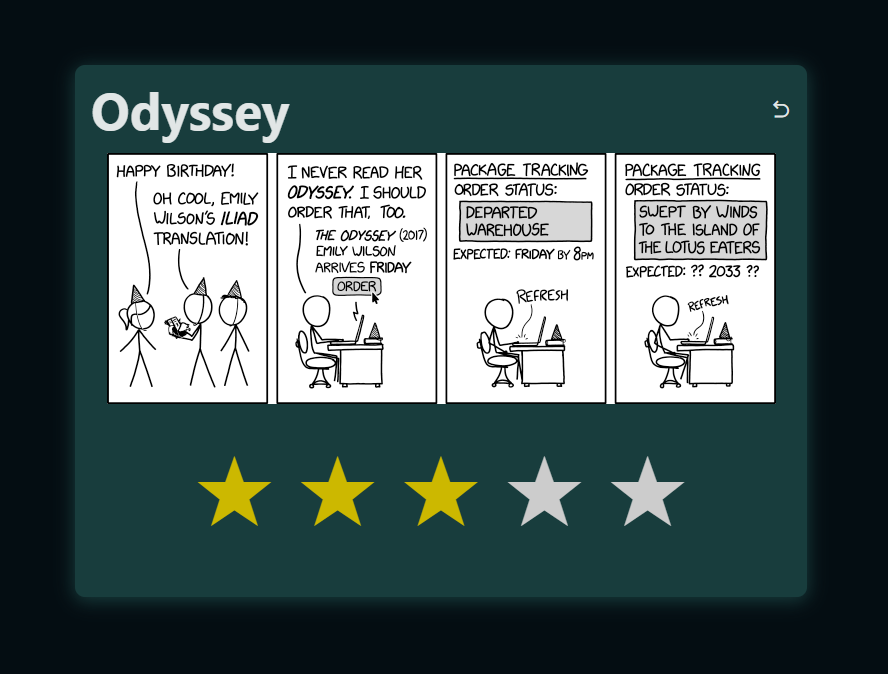 Odyssey
HAPPY BIRTHDAY!
OH COOL, EMILY
WILSON'S ILIAD
TRANSLATION!
I NEVER READ HER
ODYSSEY. I SHOULD
ORDER THAT, TOO.
THE ODYSSEY (2017)
EMILY WILSON
ARRIVES FRIDAY
ORDER
PACKAGE TRACKING
ORDER STATUS:
DEPARTED
WAREHOUSE
EXPECTED: FRIDAY BY 8PM
REFRESH
PACKAGE TRACKING
ORDER STATUS:
SWEPT BY WINDS
TO THE ISLAND OF
THE LOTUS EATERS
EXPECTED: ?? 2033 ??
REFRESH